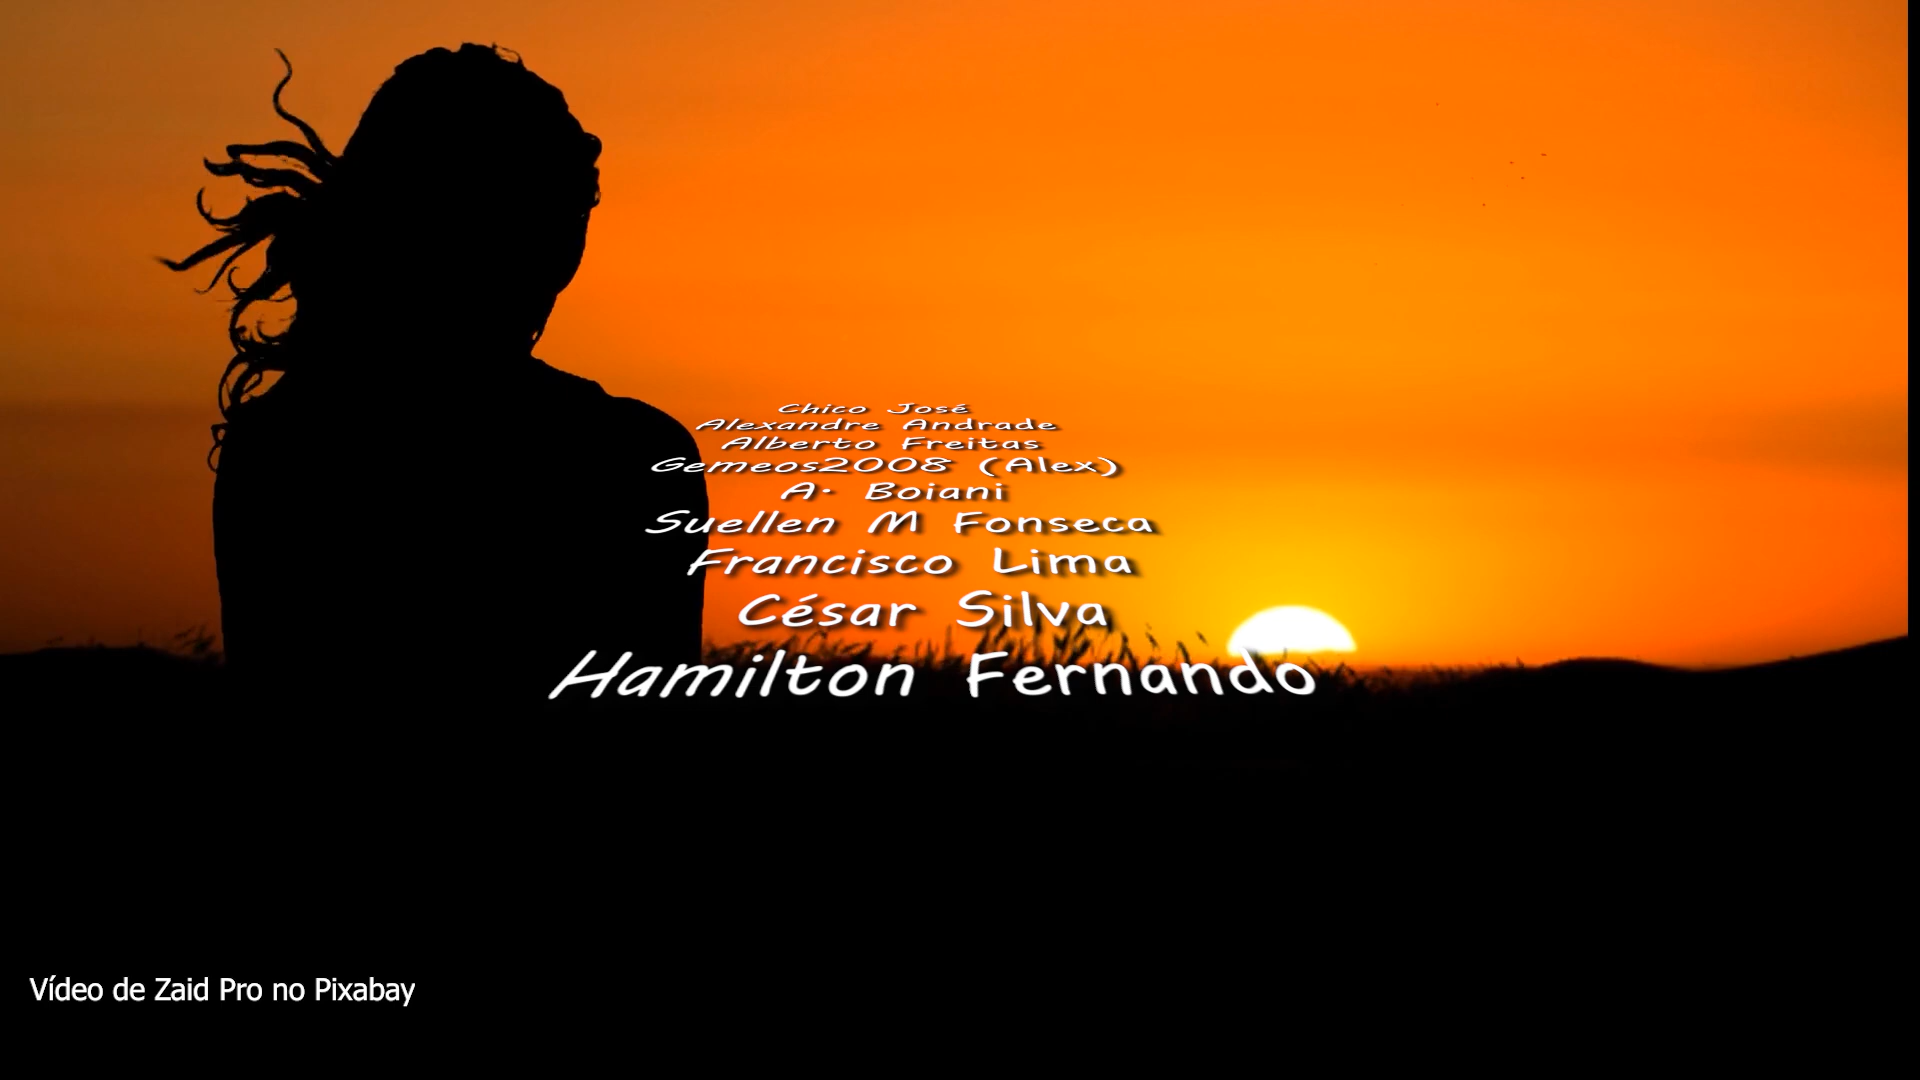 Chico José
Alexandre Andrade
Alberto Freitas
Gemeos2008 (Alex)
A. Boiani
Suellen M Fonseca
Francisco Lima
César Silva
Hamilton Fernando
Vídeo de Zaid Pro no Pixabay